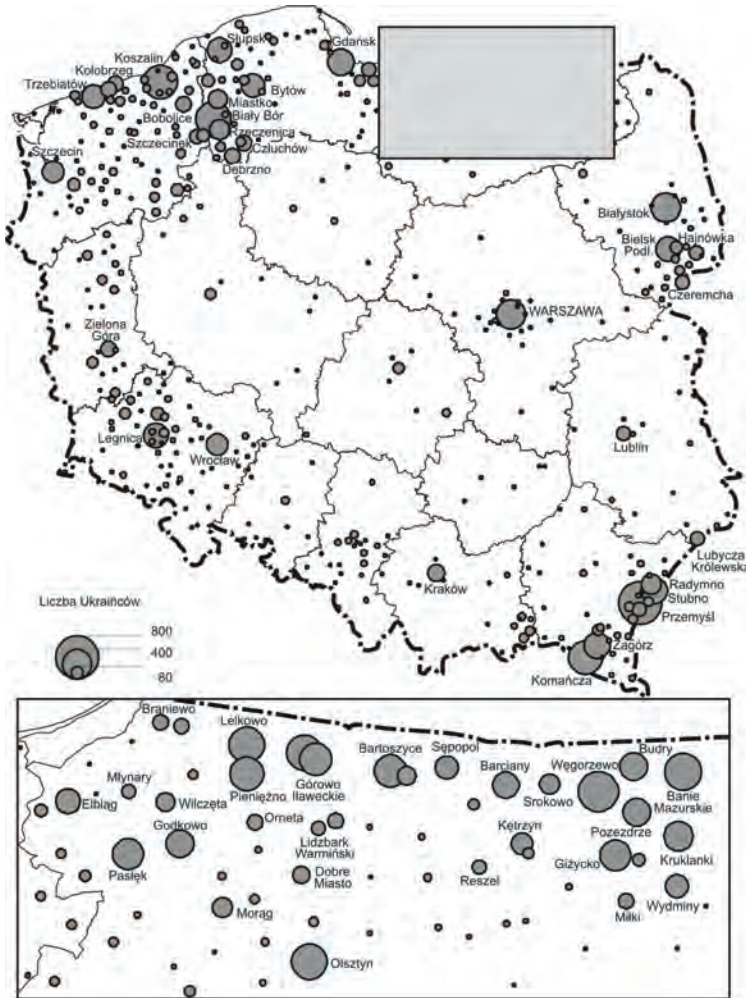 Słupsk
Gdańsk
Koszalin
Kołobrzeg
Trzebiatów
Bytów
Miastko
Bobolice
Biały Bór
Rzeczenica
Szczecinek
Człuchów
Szczecin
Debrzno
Białystok
Bielsk
Podl.
Hajnówka
Czeremcha
WARSZAWA
Zielona
Góra
Legnica
Wrocław
Lublin
Lubycza
Królewska
Kraków
Radymno
Stubno
Przemyśl
Zagórz
Komańcza
Liczba Ukraińców
800
400
80
Braniewo
Lelkowo
Bartoszyce
Sępopol
Barciany
Węgorzewo
Budry
Młynary
Pieniężno
Górowo
Iławeckie
Srokowo
Banie
Mazurskie
Elbląg
Wilczęta
Orneta
Godkowo
Lidzbark
Warmiński
Kętrzyn
Pozezdrze
Giżycko
Kruklanki
Pasłęk
Dobre
Miasto
Reszel
Wydminy
Morąg
Miłki
Olsztyn